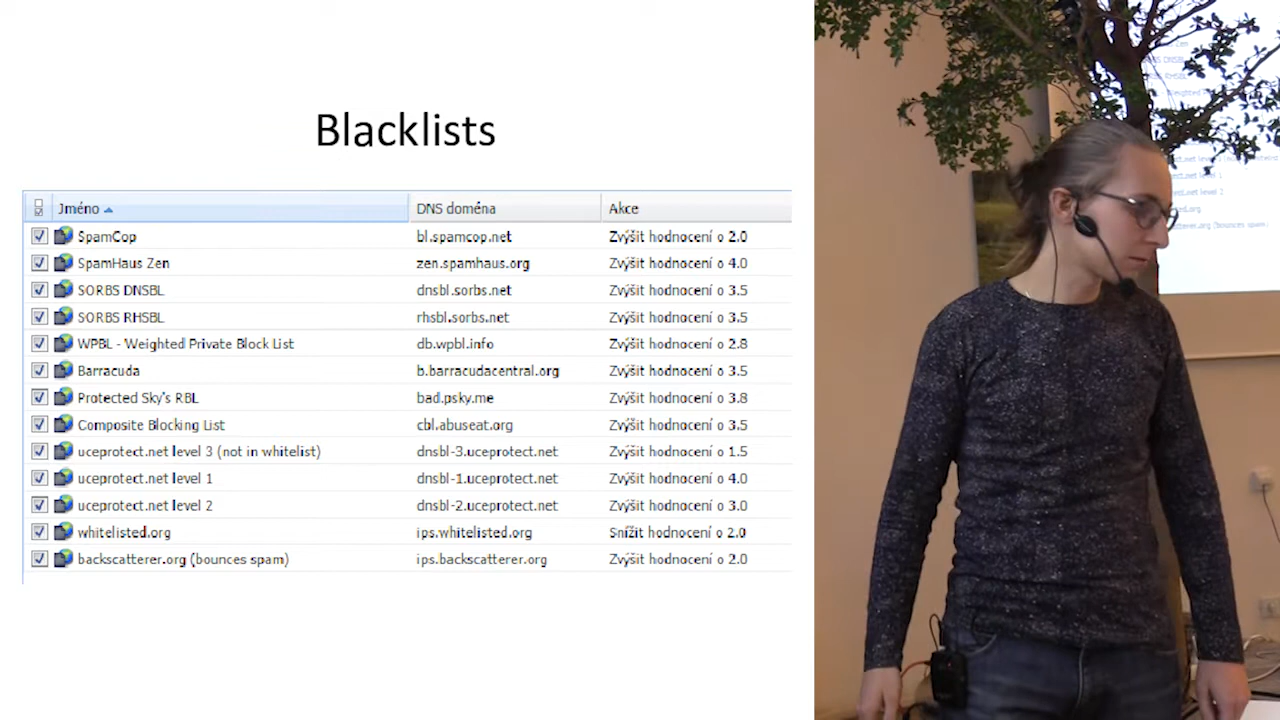 Blacklists
Jméno DNS doména Akce
SpamCop bl.spamcop.net Zvýšit hodnocení o 2.0
SpamHaus Zen zen.spamhaus.org Zvýšit hodnocení o 4.0
SORBS DNSBL dnsbl.sorbs.net Zvýšit hodnocení o 3.5
SORBS RHSBL rhsbl.sorbs.net Zvýšit hodnocení o 3.5
WPBL - Weighted Private Block List db.wpbl.info Zvýšit hodnocení o 2.8
Barracuda b.barracudacentral.org Zvýšit hodnocení o 3.5
Protected Sky's RBL bad.psky.me Zvýšit hodnocení o 3.8
Composite Blocking List cbl.abuseat.org Zvýšit hodnocení o 3.5
uceprotect.net level 3 (not in whitelist) dnsbl-3.uceprotect.net Zvýšit hodnocení o 1.5
uceprotect.net level 1 dnsbl-1.uceprotect.net Zvýšit hodnocení o 4.0
uceprotect.net level 2 dnsbl-2.uceprotect.net Zvýšit hodnocení o 3.0
whitelisted.org ips.whitelisted.org Snížit hodnocení o 2.0
backscatterer.org (bounces spam) ips.backscatterer.org Zvýšit hodnocení o 2.0